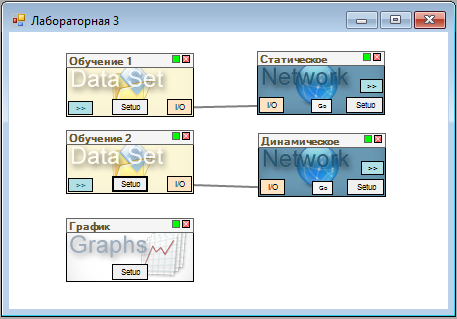 Лабораторная 3
Обучение 1
Data Set
>> Setup I/O
Статическое
Network
>>
I/O Go Setup
Обучение 2
Data Set
>> Setup I/O
Динамическое
Network
>>
I/O Go Setup
График
Graphs
Setup